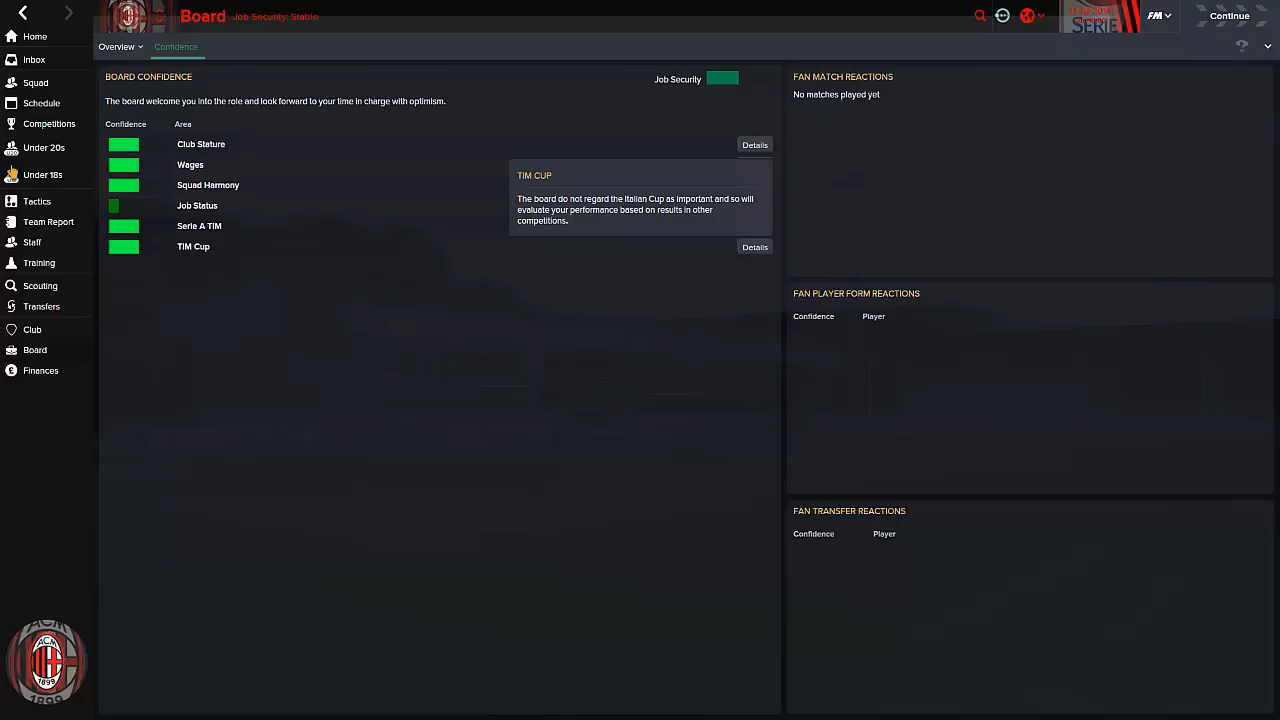 Board Job Security: Stable
FM
Continue
Home
Inbox
Squad
Schedule
Competitions
Under 20s
Under 18s
Tactics
Team Report
Staff
Training
Scouting
Transfers
Club
Board
Finances
Overview
Confidence
BOARD CONFIDENCE
Job Security
The board welcome you into the role and look forward to your time in charge with optimism.
Confidence Area
Club Stature Details
Wages
Squad Harmony
Job Status
Serie A TIM
TIM Cup Details
TIM CUP
The board do not regard the Italian Cup as important and so will
evaluate your performance based on results in other
competitions.
FAN MATCH REACTIONS
No matches played yet
FAN PLAYER FORM REACTIONS
Confidence Player
FAN TRANSFER REACTIONS
Confidence Player
SERIE
ACM
1899
ACM
1899